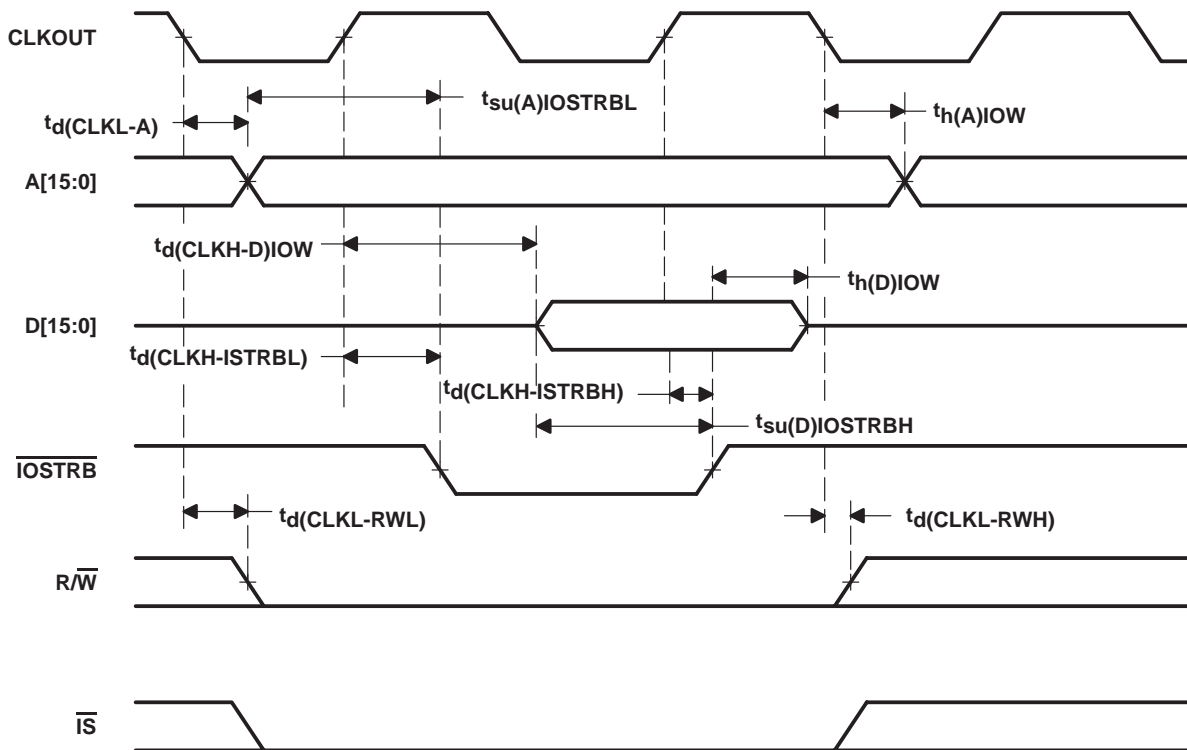 CLKOUT
tsu(A)IOSTRBL
td(CLKL-A)
th(A)IOW
A[15:0]
td(CLKH-D)IOW
th(D)IOW
D[15:0]
td(CLKH-ISTRBL)
td(CLKH-ISTRBH)
tsu(D)IOSTRBH
IOSTRB
td(CLKL-RWL)
td(CLKL-RWH)
R/W
IS